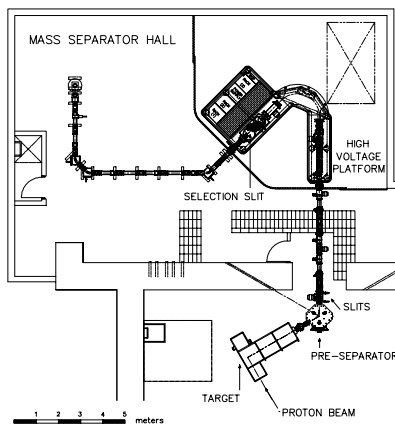 MASS SEPARATOR HALL
HIGH
VOLTAGE
PLATFORM
SELECTION SLIT
SLITS
PRE-SEPARATOR
TARGET
PROTON BEAM
1 2 3 4 5 meters